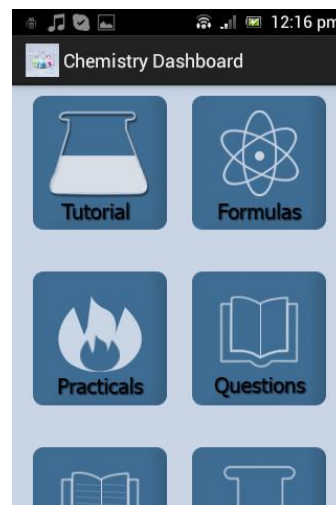 12:16 pm
Chemistry Dashboard
Tutorial
Formulas
Practicals
Questions